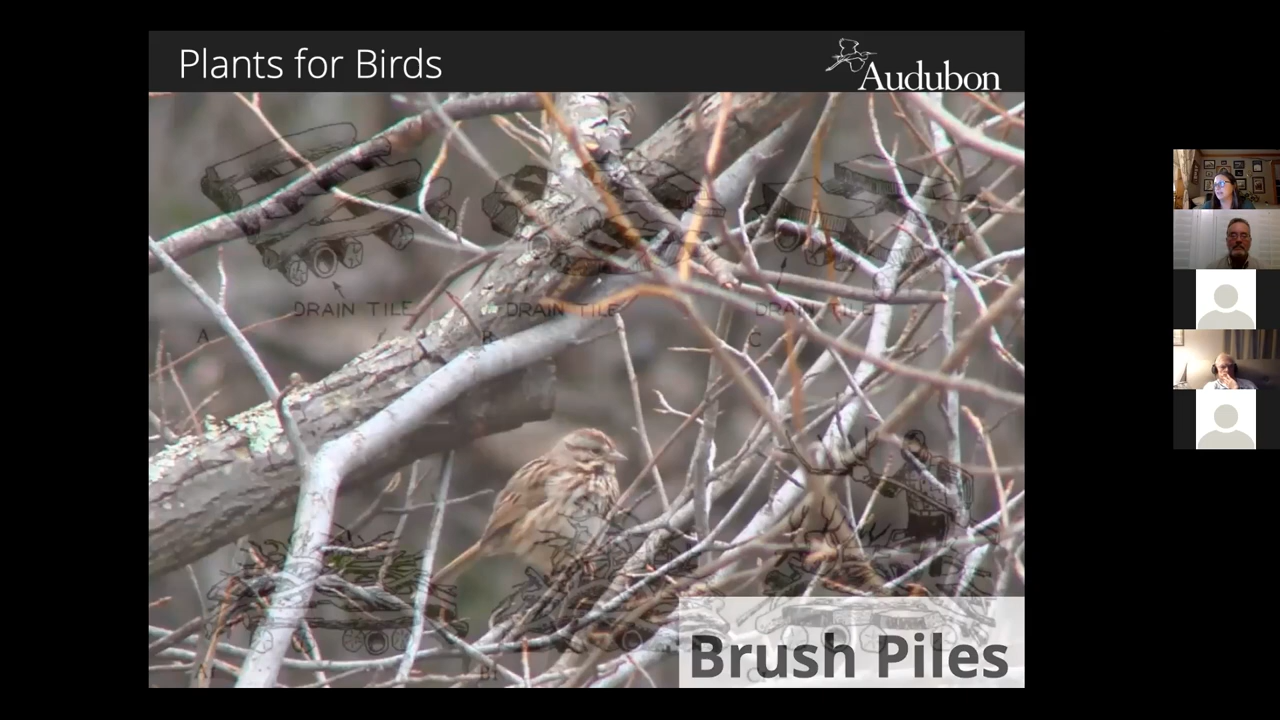 Plants for Birds
Audubon
DRAIN TILE
DRAIN TILE
DRAIN TILE
A
B
C
Brush Piles